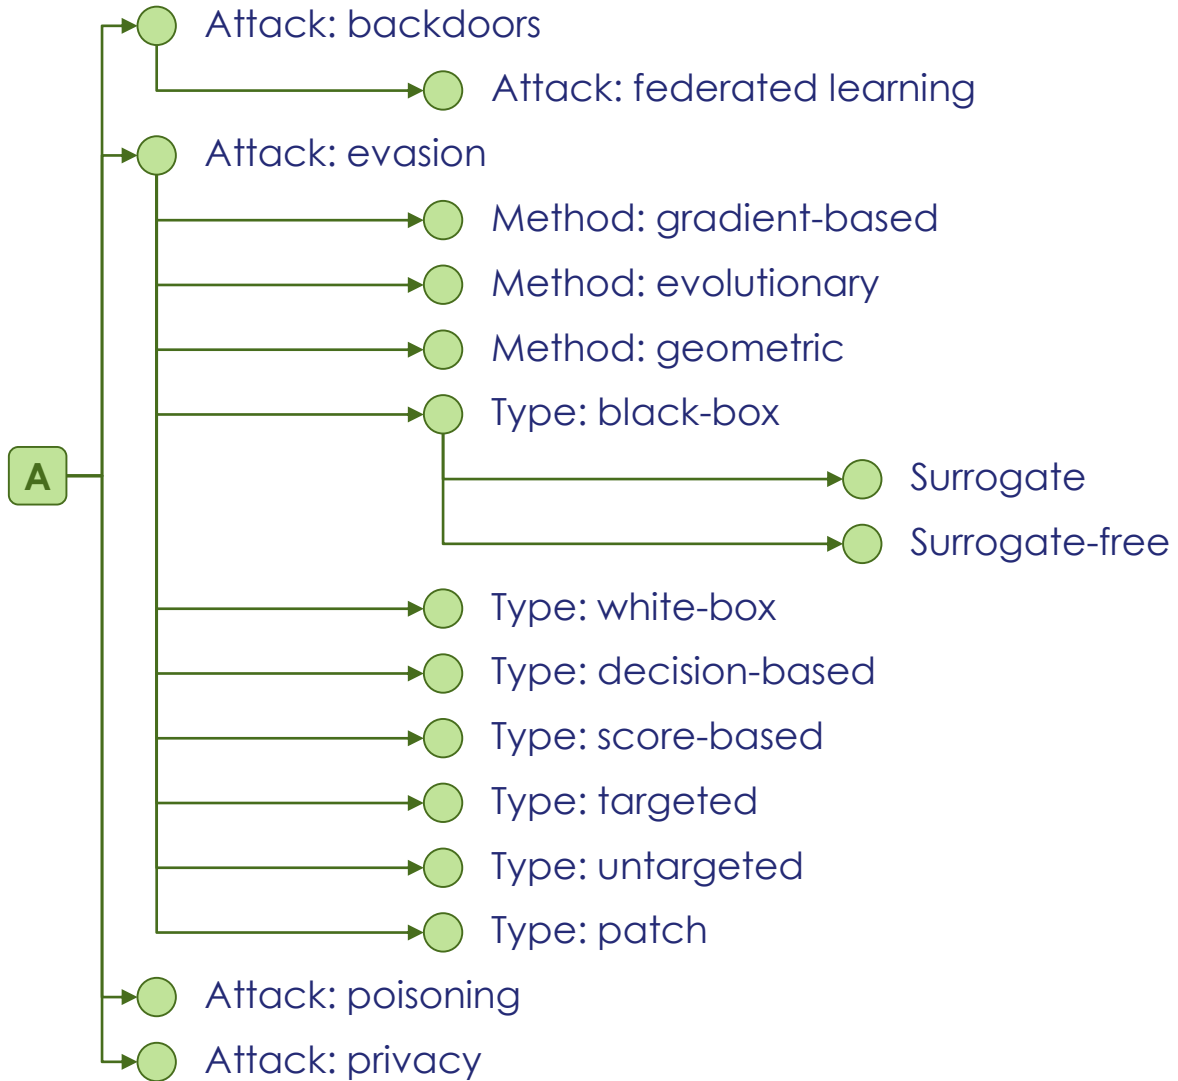 Attack: backdoors
Attack: federated learning
Attack: evasion
Method: gradient-based
Method: evolutionary
Method: geometric
Type: black-box
A
Surrogate
Surrogate-free
Type: white-box
Type: decision-based
Type: score-based
Type: targeted
Type: untargeted
Type: patch
Attack: poisoning
Attack: privacy